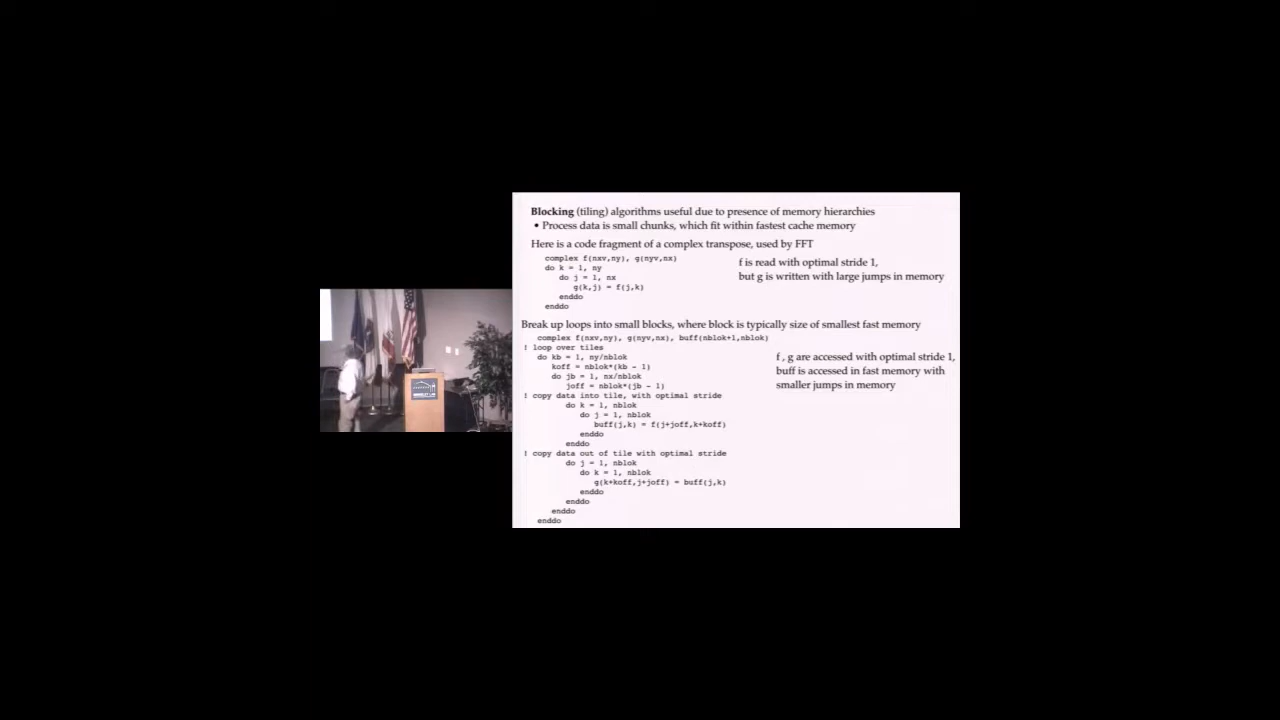 Blocking (tiling) algorithms useful due to presence of memory hierarchies
• Process data is small chunks, which fit within fastest cache memory
Here is a code fragment of a complex transpose, used by FFT
complex f(nxv,ny), g(nyv,nx)
do k = 1, ny
do j = 1, nx
g(k,j) = f(j,k)
enddo
enddo
f is read with optimal stride 1,
but g is written with large jumps in memory
Break up loops into small blocks, where block is typically size of smallest fast memory
complex f(nxv,ny), g(nyv,nx), buff(nblok+1,nblok)
! loop over tiles
do kb = 1, ny/nblok
koff = nblok*(kb - 1)
do jb = 1, nx/nblok
joff = nblok*(jb - 1)
! copy data into tile, with optimal stride
do k = 1, nblok
do j = 1, nblok
buff(j,k) = f(j+joff,k+koff)
enddo
enddo
! copy data out of tile with optimal stride
do j = 1, nblok
do k = 1, nblok
g(k+koff,j+joff) = buff(j,k)
enddo
enddo
enddo
enddo
f , g are accessed with optimal stride 1,
buff is accessed in fast memory with
smaller jumps in memory